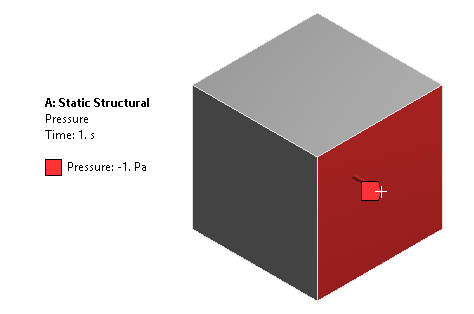 A: Static Structural
Pressure
Time: 1. s
Pressure: -1. Pa